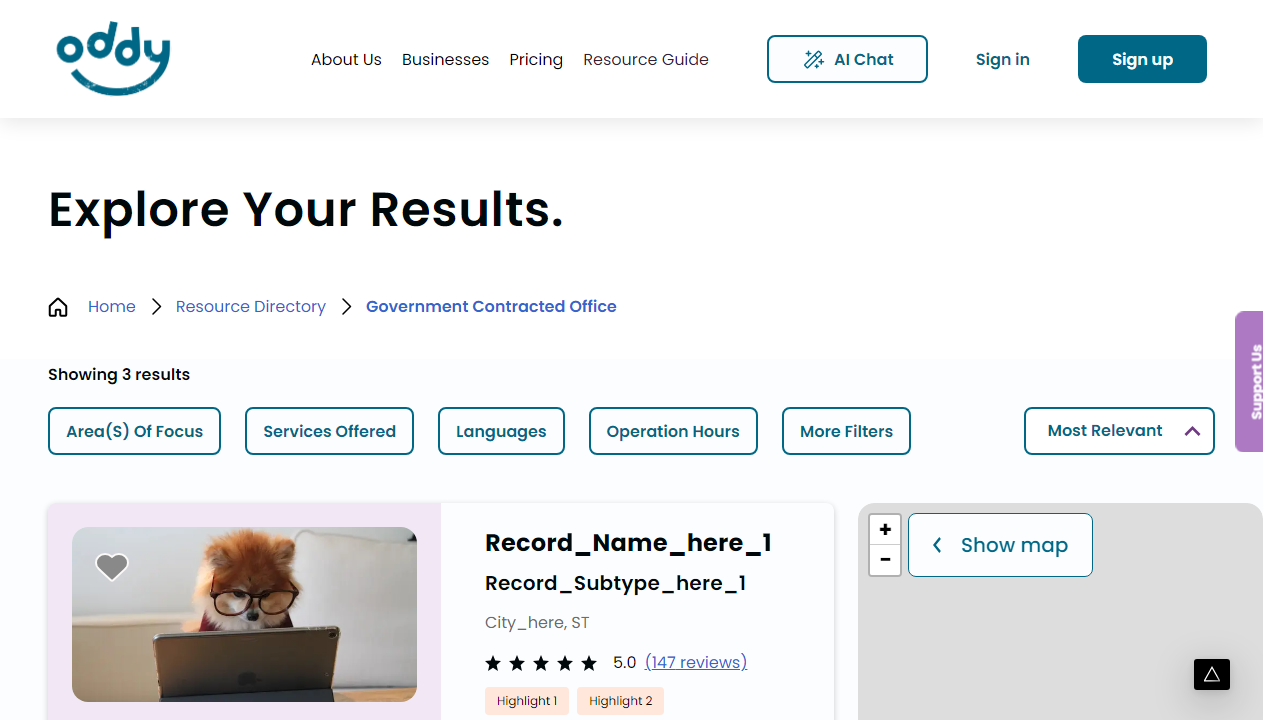 oddy
About Us Businesses Pricing Resource Guide AI Chat Sign in Sign up
Explore Your Results.
Home Resource Directory Government Contracted Office
Support Us
Showing 3 results
Area(S) Of Focus Services Offered Languages Operation Hours More Filters Most Relevant
Record_Name_here_1
Record_Subtype_here_1
City_here, ST
5.0 (147 reviews)
Highlight 1 Highlight 2
+
-
Show map